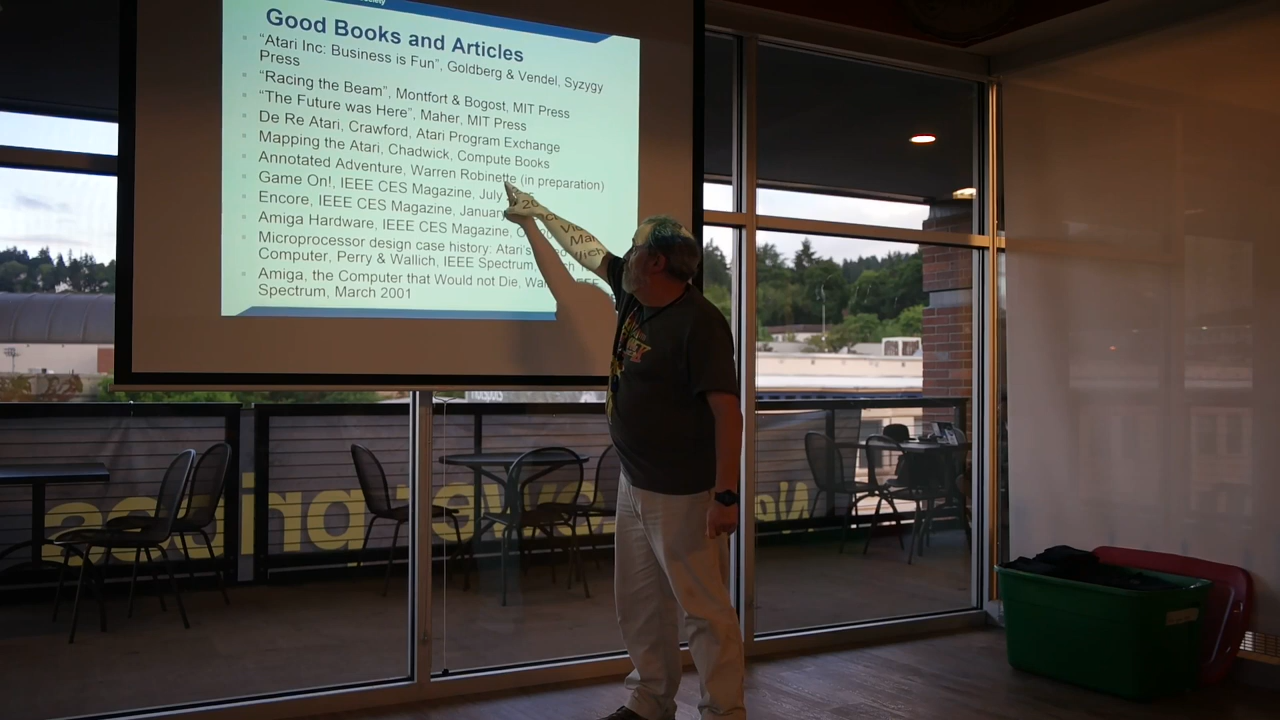 Society
Good Books and Articles
“Atari Inc: Business is Fun”, Goldberg & Vendel, Syzygy
Press
“Racing the Beam”, Montfort & Bogost, MIT Press
“The Future was Here”, Maher, MIT Press
De Re Atari, Crawford, Atari Program Exchange
Mapping the Atari, Chadwick, Compute Books
Annotated Adventure, Warren Robinette (in preparation)
Game On!, IEEE CES Magazine, July
Encore, IEEE CES Magazine, January
Amiga Hardware, IEEE CES Magazine,
Microprocessor design case history: Atari's
Computer, Perry & Wallich, IEEE Spectrum,
Amiga, the Computer that Would not Die,
Spectrum, March 2001